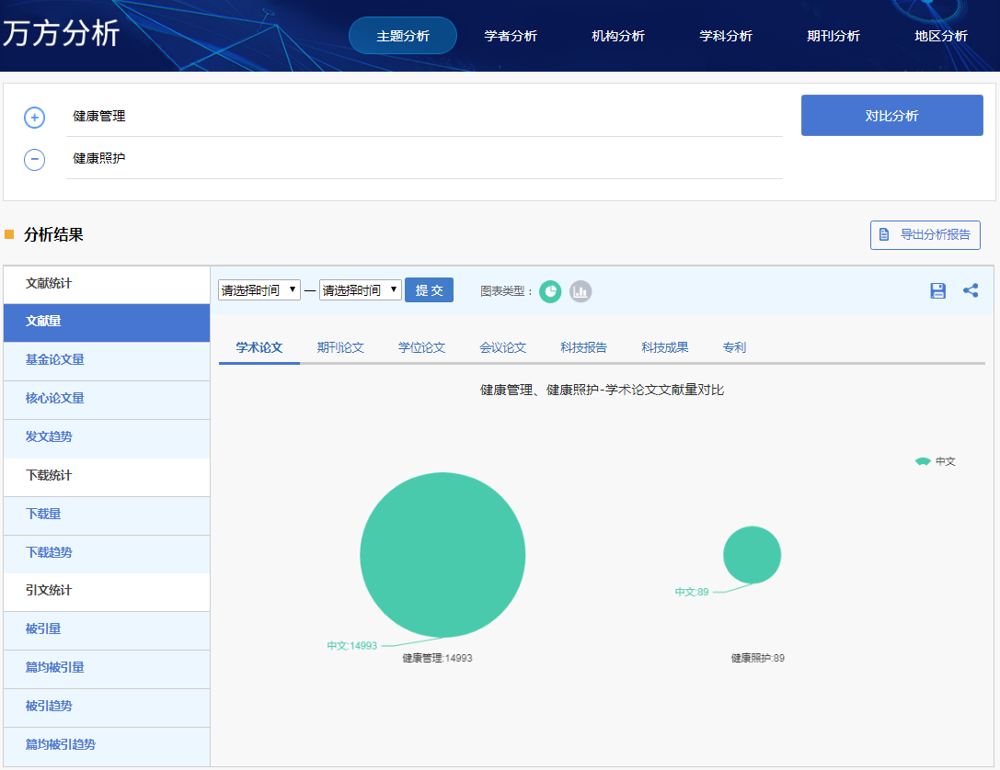 万方分析
主题分析 学者分析 机构分析 学科分析 期刊分析 地区分析
健康管理
对比分析
健康照护
分析结果
导出分析报告
文献统计
文献量
基金论文量
核心论文量
发文趋势
下载统计
下载量
下载趋势
引文统计
被引量
篇均被引量
被引趋势
篇均被引趋势
请选择时间 — 请选择时间 提交 图表类型：
学术论文 期刊论文 学位论文 会议论文 科技报告 科技成果 专利
健康管理、健康照护-学术论文文献量对比
中文
中文:89
中文:14993
健康管理:14993
健康照护:89